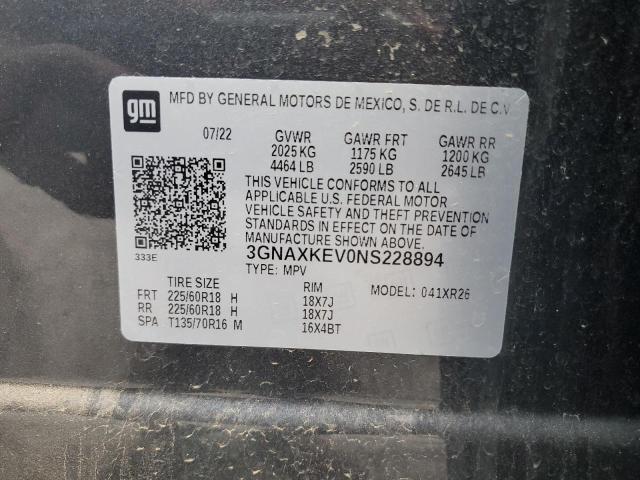 gm
MFD BY GENERAL MOTORS DE MEXICO, S. DE R.L. DE C.V
07/22 GVWR GAWR FRT GAWR RR
2025 KG 1175 KG 1200 KG
4464 LB 2590 LB 2645 LB
THIS VEHICLE CONFORMS TO ALL
APPLICABLE U.S. FEDERAL MOTOR
VEHICLE SAFETY AND THEFT PREVENTION
STANDARDS IN EFFECT ON THE DATE OF
MANUFACTURE SHOWN ABOVE.
333E 3GNAXKEV0NS228894
TYPE: MPV
TIRE SIZE RIM MODEL: 041XR26
FRT 225/60R18 H 18X7J
RR 225/60R18 H 18X7J
SPA T135/70R16 M 16X4BT